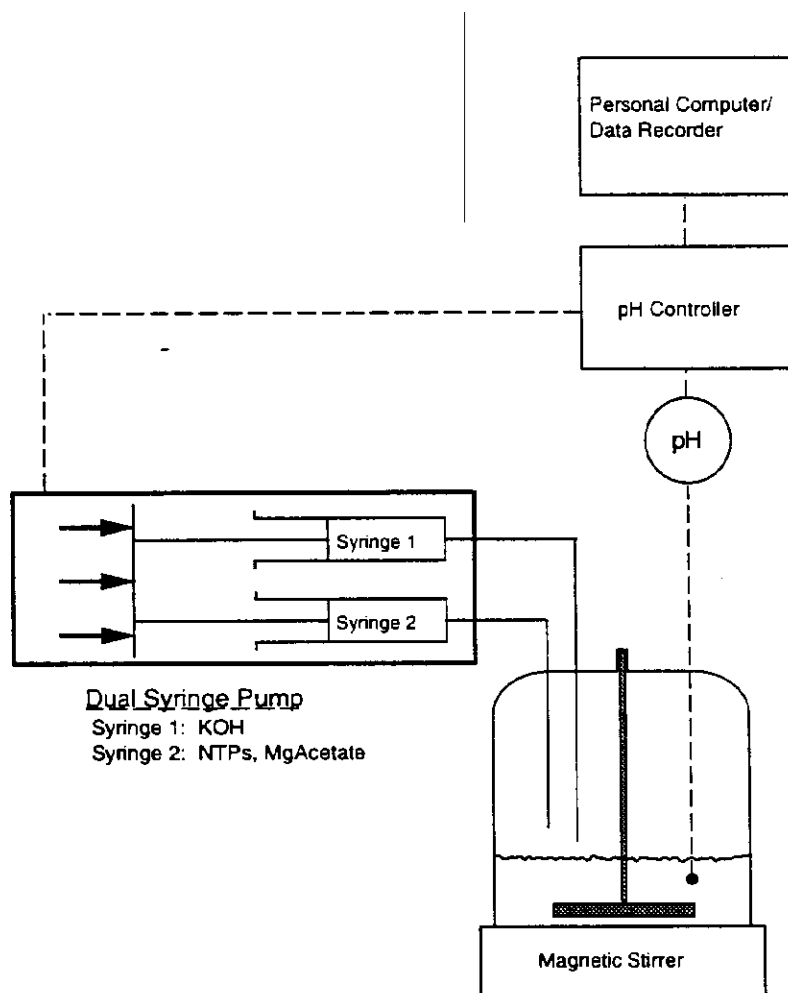 Personal Computer/
Data Recorder
pH Controller
pH
Syringe 1
Syringe 2
Dual Syringe Pump
Syringe 1: KOH
Syringe 2: NTPs, MgAcetate
Magnetic Stirrer